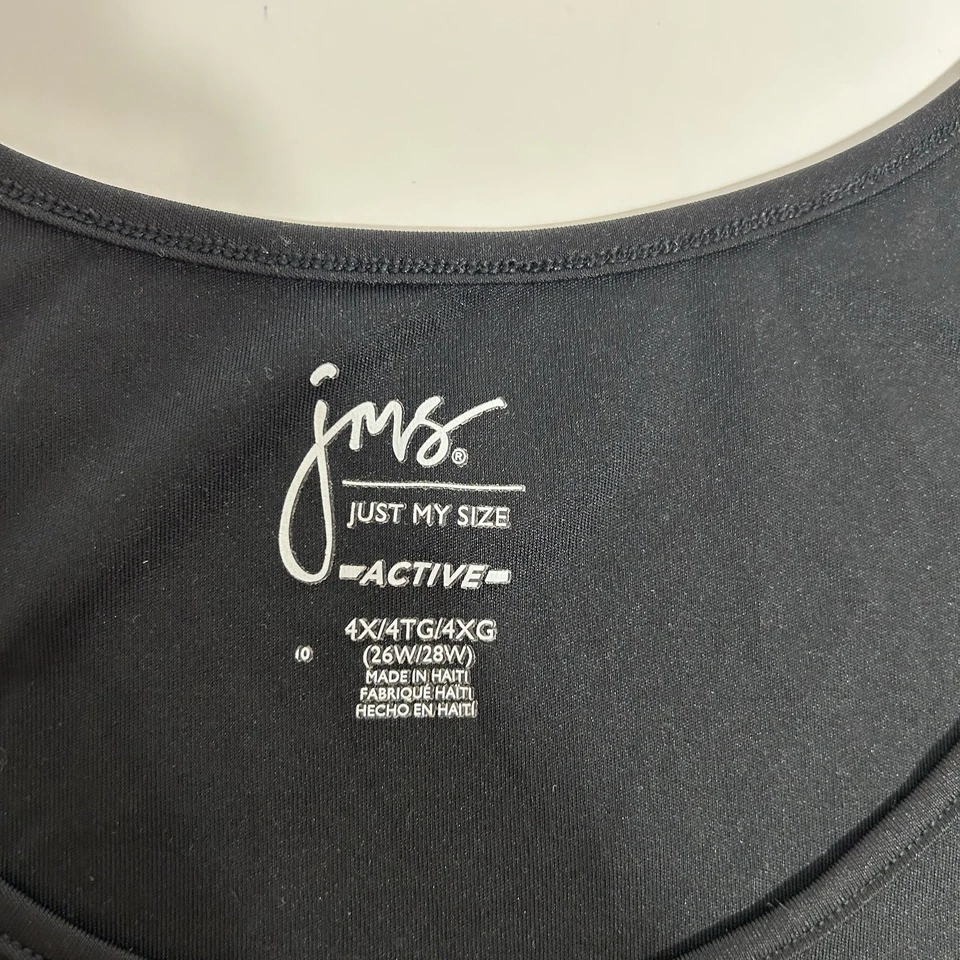 jms®
JUST MY SIZE
-ACTIVE-
4X/4TG/4XG
(26W/28W)
MADE IN HAITI
FABRIQUÉ HAÏTI
HECHO EN HAITÍ